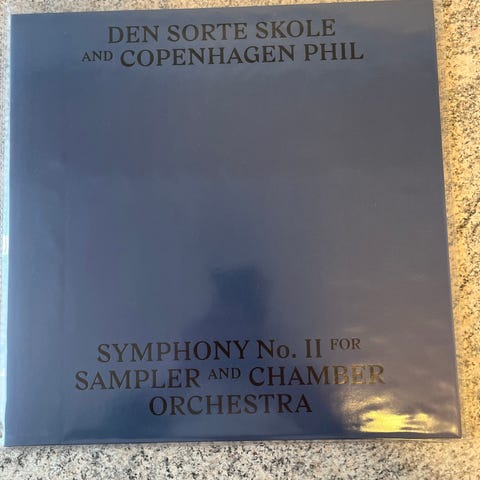 DEN SORTE SKOLE
AND COPENHAGEN PHIL
SYMPHONY No. II FOR
SAMPLER AND CHAMBER
ORCHESTRA